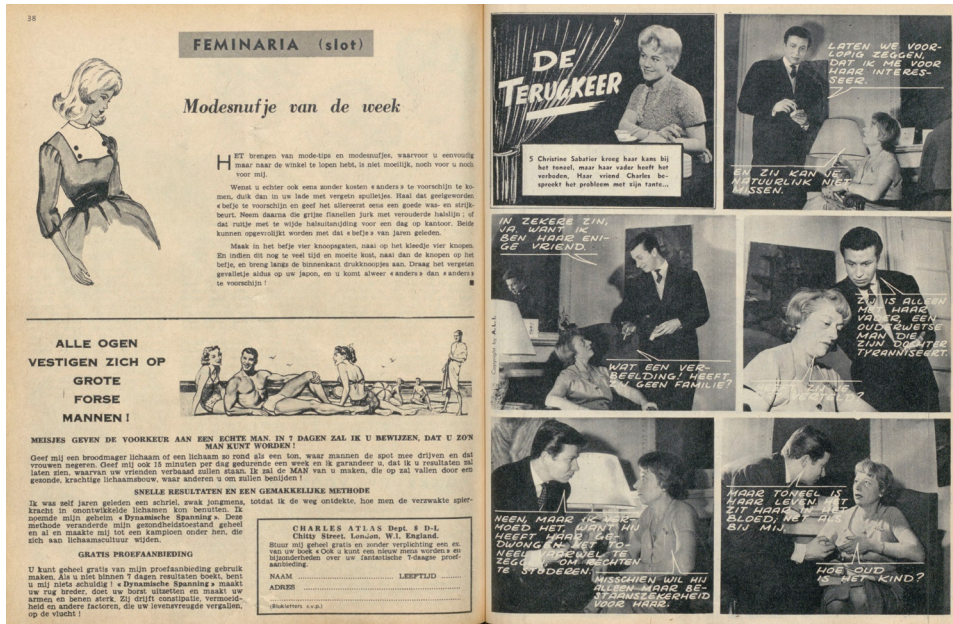 38
FEMINARIA (slot)
Modesnufje van de week
HET brengen van mode-tips en modesnufjes, waarvoor u eenvoudig
maar naar de winkel te lopen hebt, is niet moeilijk, noch voor u noch
voor mij.
Wenst u echter ook eens zonder kosten « anders » te voorschijn te ko-
men, duik dan in uw lade met vergeten spulletjes. Haal dat geelgeworden
« befje » te voorschijn en geef het allereerst eens een goede was- en strijk-
beurt. Neem daarna die grijze flanellen jurk met verouderde halslijn ; of
dat ruitje met te wijde halsuitsnijding voor een dag op kantoor. Beide
kunnen opgevrolijkt worden met dat « befje » van jaren geleden.
Maak in het befje vier knoopsgaten, naai op het kleedje vier knopen.
En indien dit nog te veel tijd en moeite kost, naai dan de knopen op het
befje, en breng langs de binnenkant drukknoopjes aan. Draag het vergeten
gevalletje aldus op uw japon, en u komt alweer « anders » dan « anders »
te voorschijn !
ALLE OGEN
VESTIGEN ZICH OP
GROTE
FORSE
MANNEN !
MEISJES GEVEN DE VOORKEUR AAN EEN ECHTE MAN. IN 7 DAGEN ZAL IK U BEWIJZEN, DAT U ZO'N
MAN KUNT WORDEN !
Geef mij een broodmager lichaam of een lichaam zo rond als een ton, waar mannen de spot mee drijven en dat
vrouwen negeren. Geef mij ook 15 minuten per dag gedurende een week en ik garandeer u, dat ik u resultaten zal
laten zien, waarvan uw vrienden verbaasd zullen staan. Ik zal de MAN van u maken, die op zal vallen door een
gezonde, krachtige lichaamsbouw, waar anderen u om zullen benijden !
SNELLE RESULTATEN EN EEN GEMAKKELIJKE METHODE
Ik was zelf jaren geleden een schriel, zwak jongmens, totdat ik de weg ontdekte, hoe men de verzwakte spier-
kracht in onontwikkelde lichamen kon benutten. Ik
noemde mijn geheim « Dynamische Spanning ». Deze
methode veranderde mijn gezondheidstoestand geheel
en al en maakte mij tot een kampioen onder hen, die
zich aan lichaamscultuur wijden.
GRATIS PROEFAANBIEDING
U kunt geheel gratis van mijn proefaanbieding gebruik
maken. Als u niet binnen 7 dagen resultaten boekt, bent
u mij niets schuldig ! « Dynamische Spanning » maakt
uw rug breder, doet uw borst uitzetten en maakt uw
armen en benen sterk. Zij drijft constipatie, vermoeid-
heid en andere factoren, die uw levensvreugde vergallen,
op de vlucht !
CHARLES ATLAS Dept. 8 D-L
Chitty Street, London, W.1, England.
Stuur mij geheel gratis en zonder verplichting een ex.
van uw boek « Ook u kunt een nieuw mens worden » en
bijzonderheden over uw fantastische 7-daagse proef-
aanbieding.
NAAM LEEFTIJD
ADRES
(Blokletters s.v.p.)
DE
TERUGKEER
5 Christine Sabatier kreeg haar kans bij
het toneel, maar haar vader heeft het
verboden. Haar vriend Charles be-
sproekt het probleem met zijn tante...
LATEN WE VOOR-
LOPIG ZEGGEN,
DAT IK ME VOOR
HAAR INTERES-
SEER.
EN ZIJ KAN JE
NATUURLIJK NIET
MISSEN.
IN ZEKERE ZIN,
JA, WANT IK
BEN HAAR ENI-
GE VRIEND.
WAT EEN VER-
BEELDING! HEEFT
ZIJ GEEN FAMILIE?
Copyright by A.L.I.
ZIJ IS ALLEEN
MET HAAR
VADER, EEN
OUDERWETSE
MAN DIE
ZIJN DOCHTER
TYRANNISEERT.
HEEFT ZIJ JE
DAT VERTELD?
NEEN, MAAR IK VER-
MOED HET, WANT HIJ
HEEFT HAAR GE-
DWONGEN HET TO-
NEEL VAARWEL TE
ZEGGEN OM RECHTEN
TE STUDEREN.
MISSCHIEN WIL HIJ
ALLEEN MAAR BE-
STAANSZEKERHEID
VOOR HAAR.
MAAR TONEEL IS
HAAR LEVEN. HET
ZIT HAAR IN HET
BLOED, NET ALS
BIJ MIJ.
HOE OUD
IS HET KIND?